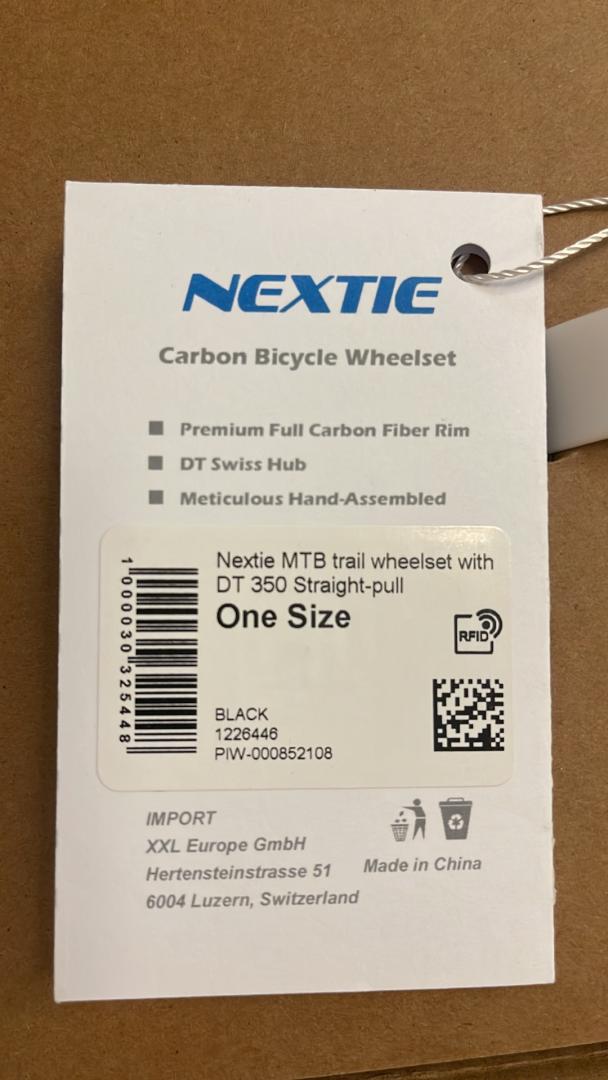 NEXTIE
Carbon Bicycle Wheelset
Premium Full Carbon Fiber Rim
DT Swiss Hub
Meticulous Hand-Assembled
1000030325448
Nextie MTB trail wheelset with
DT 350 Straight-pull
One Size
RFID
BLACK
1226446
PIW-000852108
IMPORT
XXL Europe GmbH
Hertensteinstrasse 51
6004 Luzern, Switzerland
Made in China